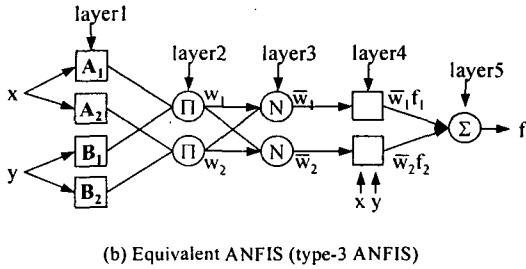 layer1
layer2 layer3 layer4
layer5
A₁
x
A₂
Π w₁ N w̅₁ w̅₁f₁
Σ f
B₁
y
B₂
Π w₂ N w̅₂ w̅₂f₂
x y
(b) Equivalent ANFIS (type-3 ANFIS)